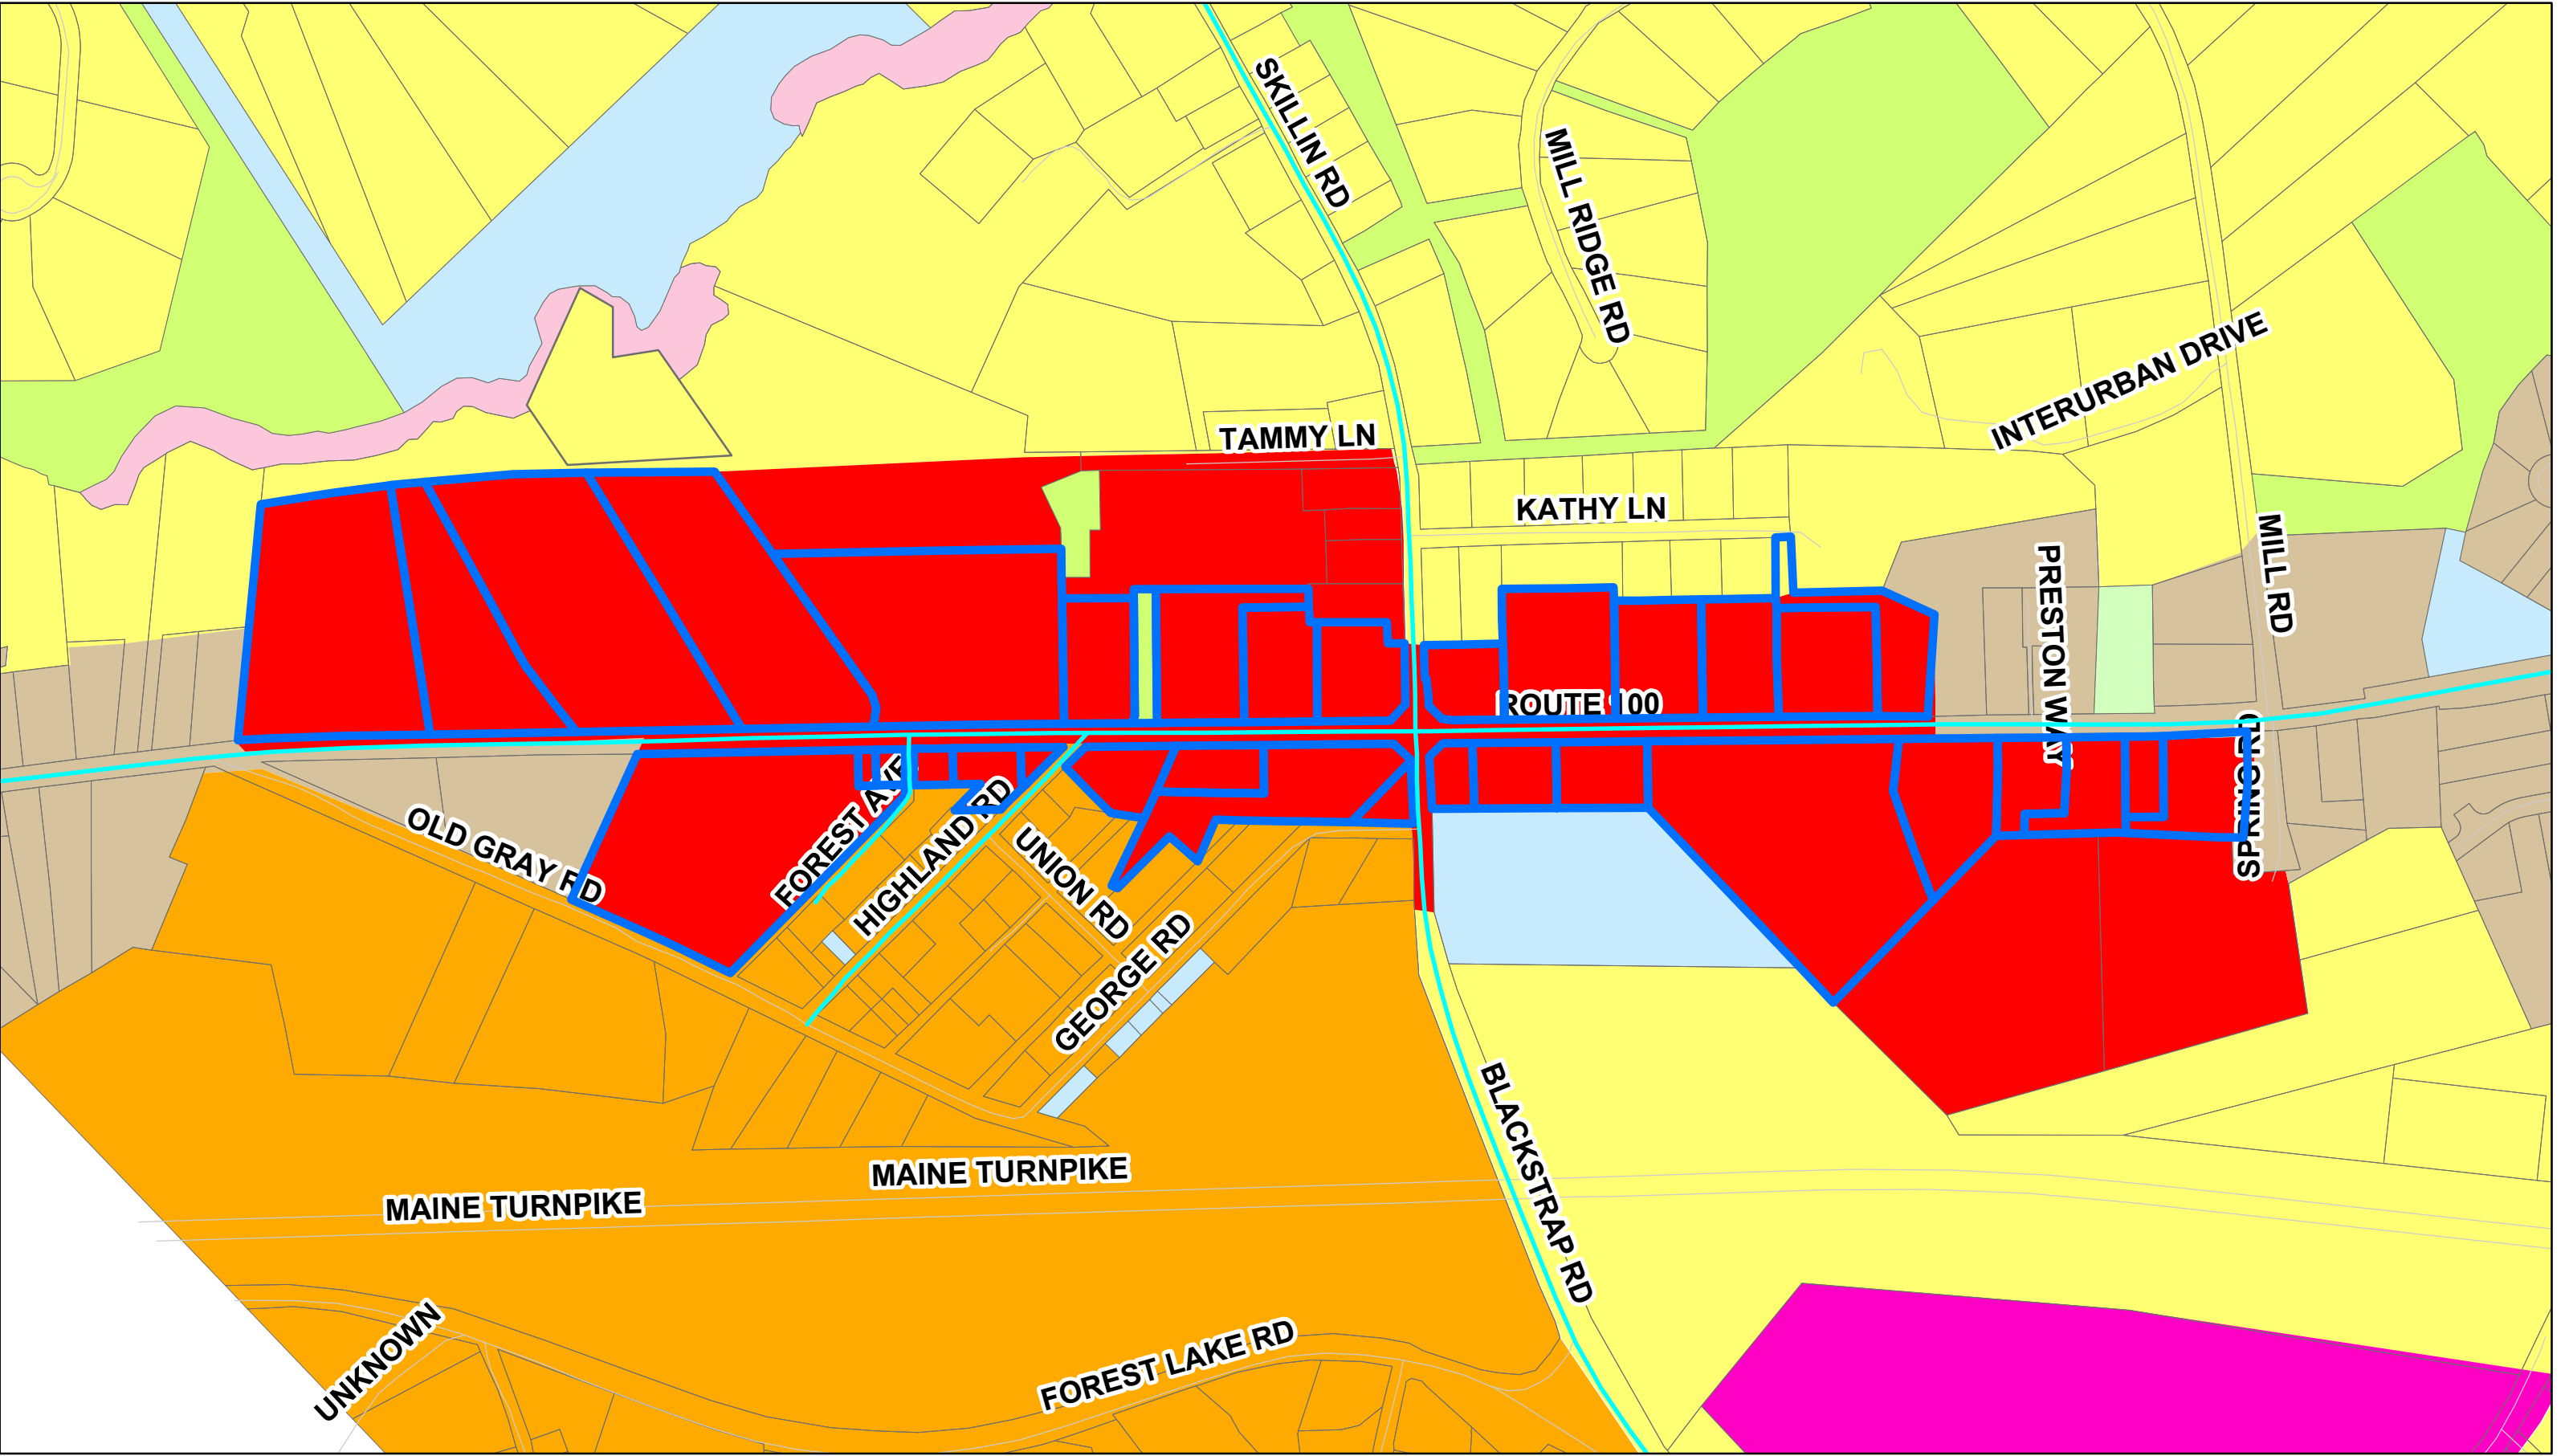 SKILLIN RD
MILL RIDGE RD
INTERURBAN DRIVE
TAMMY LN
KATHY LN
MILL RD
PRESTON WAY
ROUTE 100
SPRING RD
OLD GRAY RD
FOREST AVE
HIGHLAND RD
UNION RD
GEORGE RD
BLACKSTRAP RD
MAINE TURNPIKE
MAINE TURNPIKE
UNKNOWN
FOREST LAKE RD